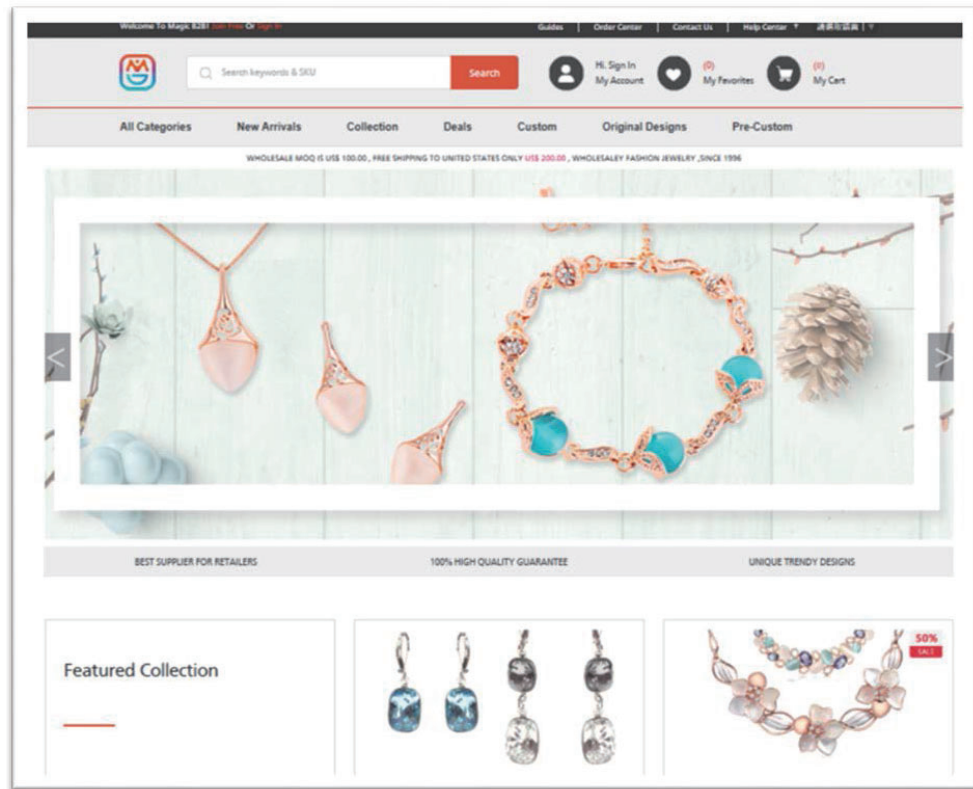 Welcome To Magic B2B! Join Free Or Sign In
Guides | Order Center | Contact Us | Help Center ▼
Search keywords & SKU
Search
Hi. Sign In
My Account
(0)
My Favorites
(0)
My Cart
All Categories New Arrivals Collection Deals Custom Original Designs Pre-Custom
WHOLESALE MOQ IS US$ 100.00 , FREE SHIPPING TO UNITED STATES ONLY US$ 200.00 , WHOLESALEY FASHION JEWELRY ,SINCE 1996
BEST SUPPLIER FOR RETAILERS 100% HIGH QUALITY GUARANTEE UNIQUE TRENDY DESIGNS
Featured Collection
50%
SALE